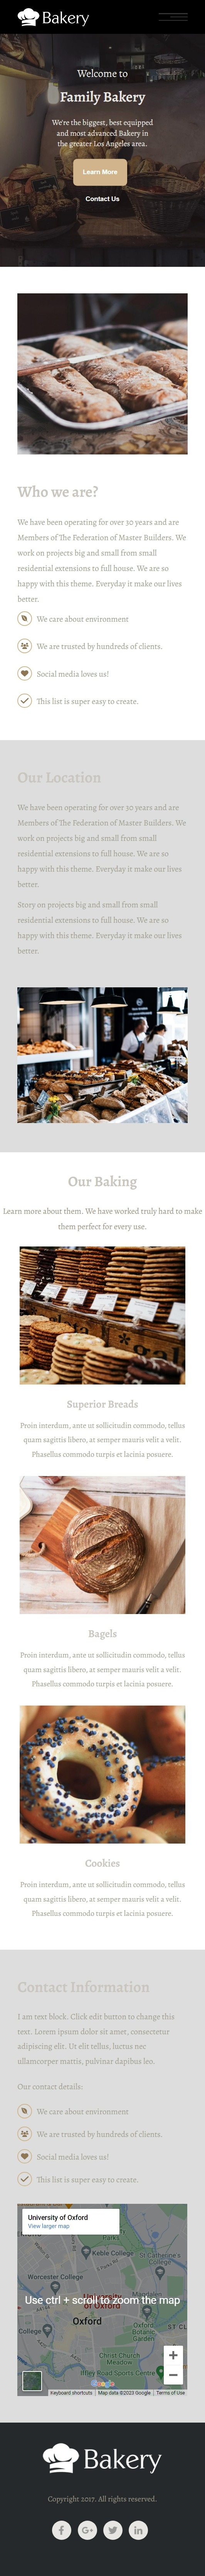 Bakery
Welcome to
Family Bakery
We're the biggest, best equipped
and most advanced Bakery in
the greater Los Angeles area.
Learn More
Contact Us
Who we are?
We have been operating for over 30 years and are
Members of The Federation of Master Builders. We
work on projects big and small from small
residential extensions to full house. We are so
happy with this theme. Everyday it make our lives
better.
We care about environment
We are trusted by hundreds of clients.
Social media loves us!
This list is super easy to create.
Our Location
We have been operating for over 30 years and are
Members of The Federation of Master Builders. We
work on projects big and small from small
residential extensions to full house. We are so
happy with this theme. Everyday it make our lives
better.
Story on projects big and small from small
residential extensions to full house. We are so
happy with this theme. Everyday it make our lives
better.
Our Baking
Learn more about them. We have worked truly hard to make
them perfect for every use.
Superior Breads
Proin interdum, ante ut sollicitudin commodo, tellus
quam sagittis libero, at semper mauris velit a velit.
Phasellus commodo turpis et lacinia posuere.
Bagels
Proin interdum, ante ut sollicitudin commodo, tellus
quam sagittis libero, at semper mauris velit a velit.
Phasellus commodo turpis et lacinia posuere.
Cookies
Proin interdum, ante ut sollicitudin commodo, tellus
quam sagittis libero, at semper mauris velit a velit.
Phasellus commodo turpis et lacinia posuere.
Contact Information
I am text block. Click edit button to change this
text. Lorem ipsum dolor sit amet, consectetur
adipiscing elit. Ut elit tellus, luctus nec
ullamcorper mattis, pulvinar dapibus leo.
Our contact details:
We care about environment
We are trusted by hundreds of clients.
Social media loves us!
This list is super easy to create.
University of Oxford
View larger map
Keble College
St Catherine's
College
Worcester College
University
of Oxford
Use ctrl + scroll to zoom the map
Oxford
Oxford
Botanic
Garden
ST CL
College
Christ Church
Meadow
Iffley Road Sports Centre
Google
Keyboard shortcuts
Map data ©2023 Google
Terms of Use
Bakery
Copyright 2017. All rights reserved.